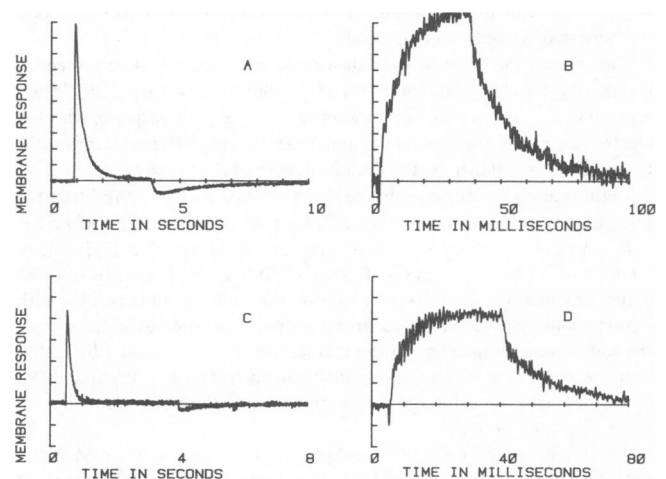 MEMBRANE RESPONSE
A
0
5
10
TIME IN SECONDS
B
0
50
100
TIME IN MILLISECONDS
MEMBRANE RESPONSE
C
0
4
8
TIME IN SECONDS
D
0
40
80
TIME IN MILLISECONDS